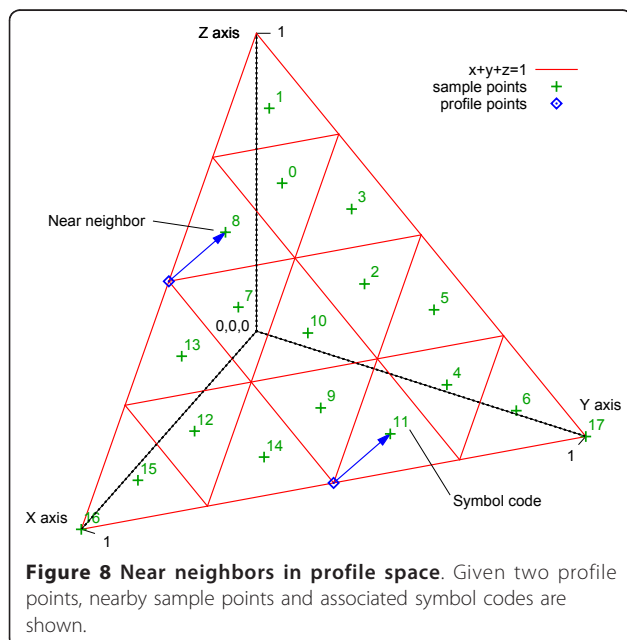 Z axis
1
x+y+z=1
sample points
profile points
1
0
3
Near neighbor
8
2
7
5
0,0,0
10
13
4
9
6
Y axis
12
11
17
14
1
15
Symbol code
X axis
16
1
Figure 8 Near neighbors in profile space. Given two profile
points, nearby sample points and associated symbol codes are
shown.